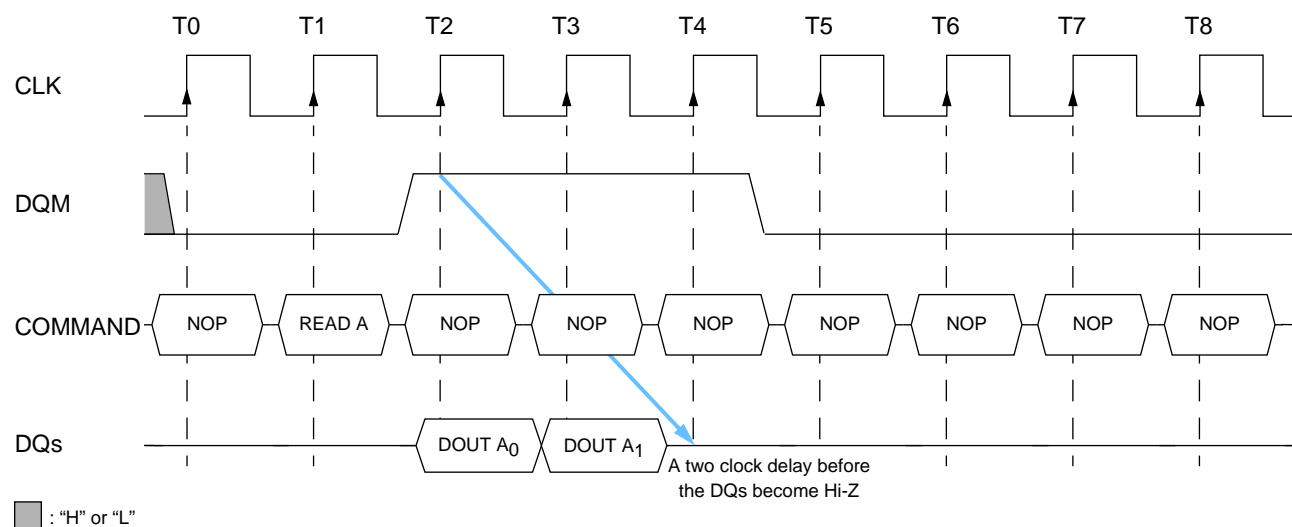 T0 T1 T2 T3 T4 T5 T6 T7 T8
CLK
DQM
COMMAND NOP READ A NOP NOP NOP NOP NOP NOP NOP
DQs DOUT A0 DOUT A1
A two clock delay before
the DQs become Hi-Z
: “H” or “L”